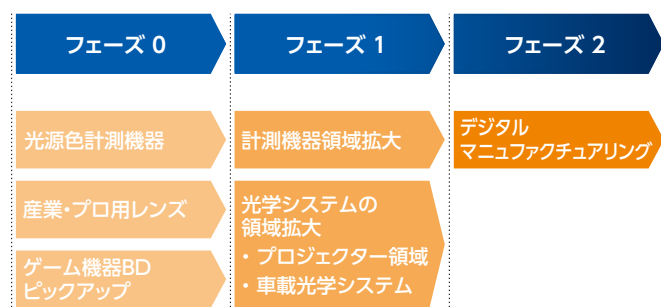 フェーズ 0
フェーズ 1
フェーズ 2
光源色計測機器
計測機器領域拡大
デジタル
マニュファクチュアリング
産業・プロ用レンズ
光学システムの
領域拡大
・プロジェクター領域
・車載光学システム
ゲーム機器BD
ピックアップ